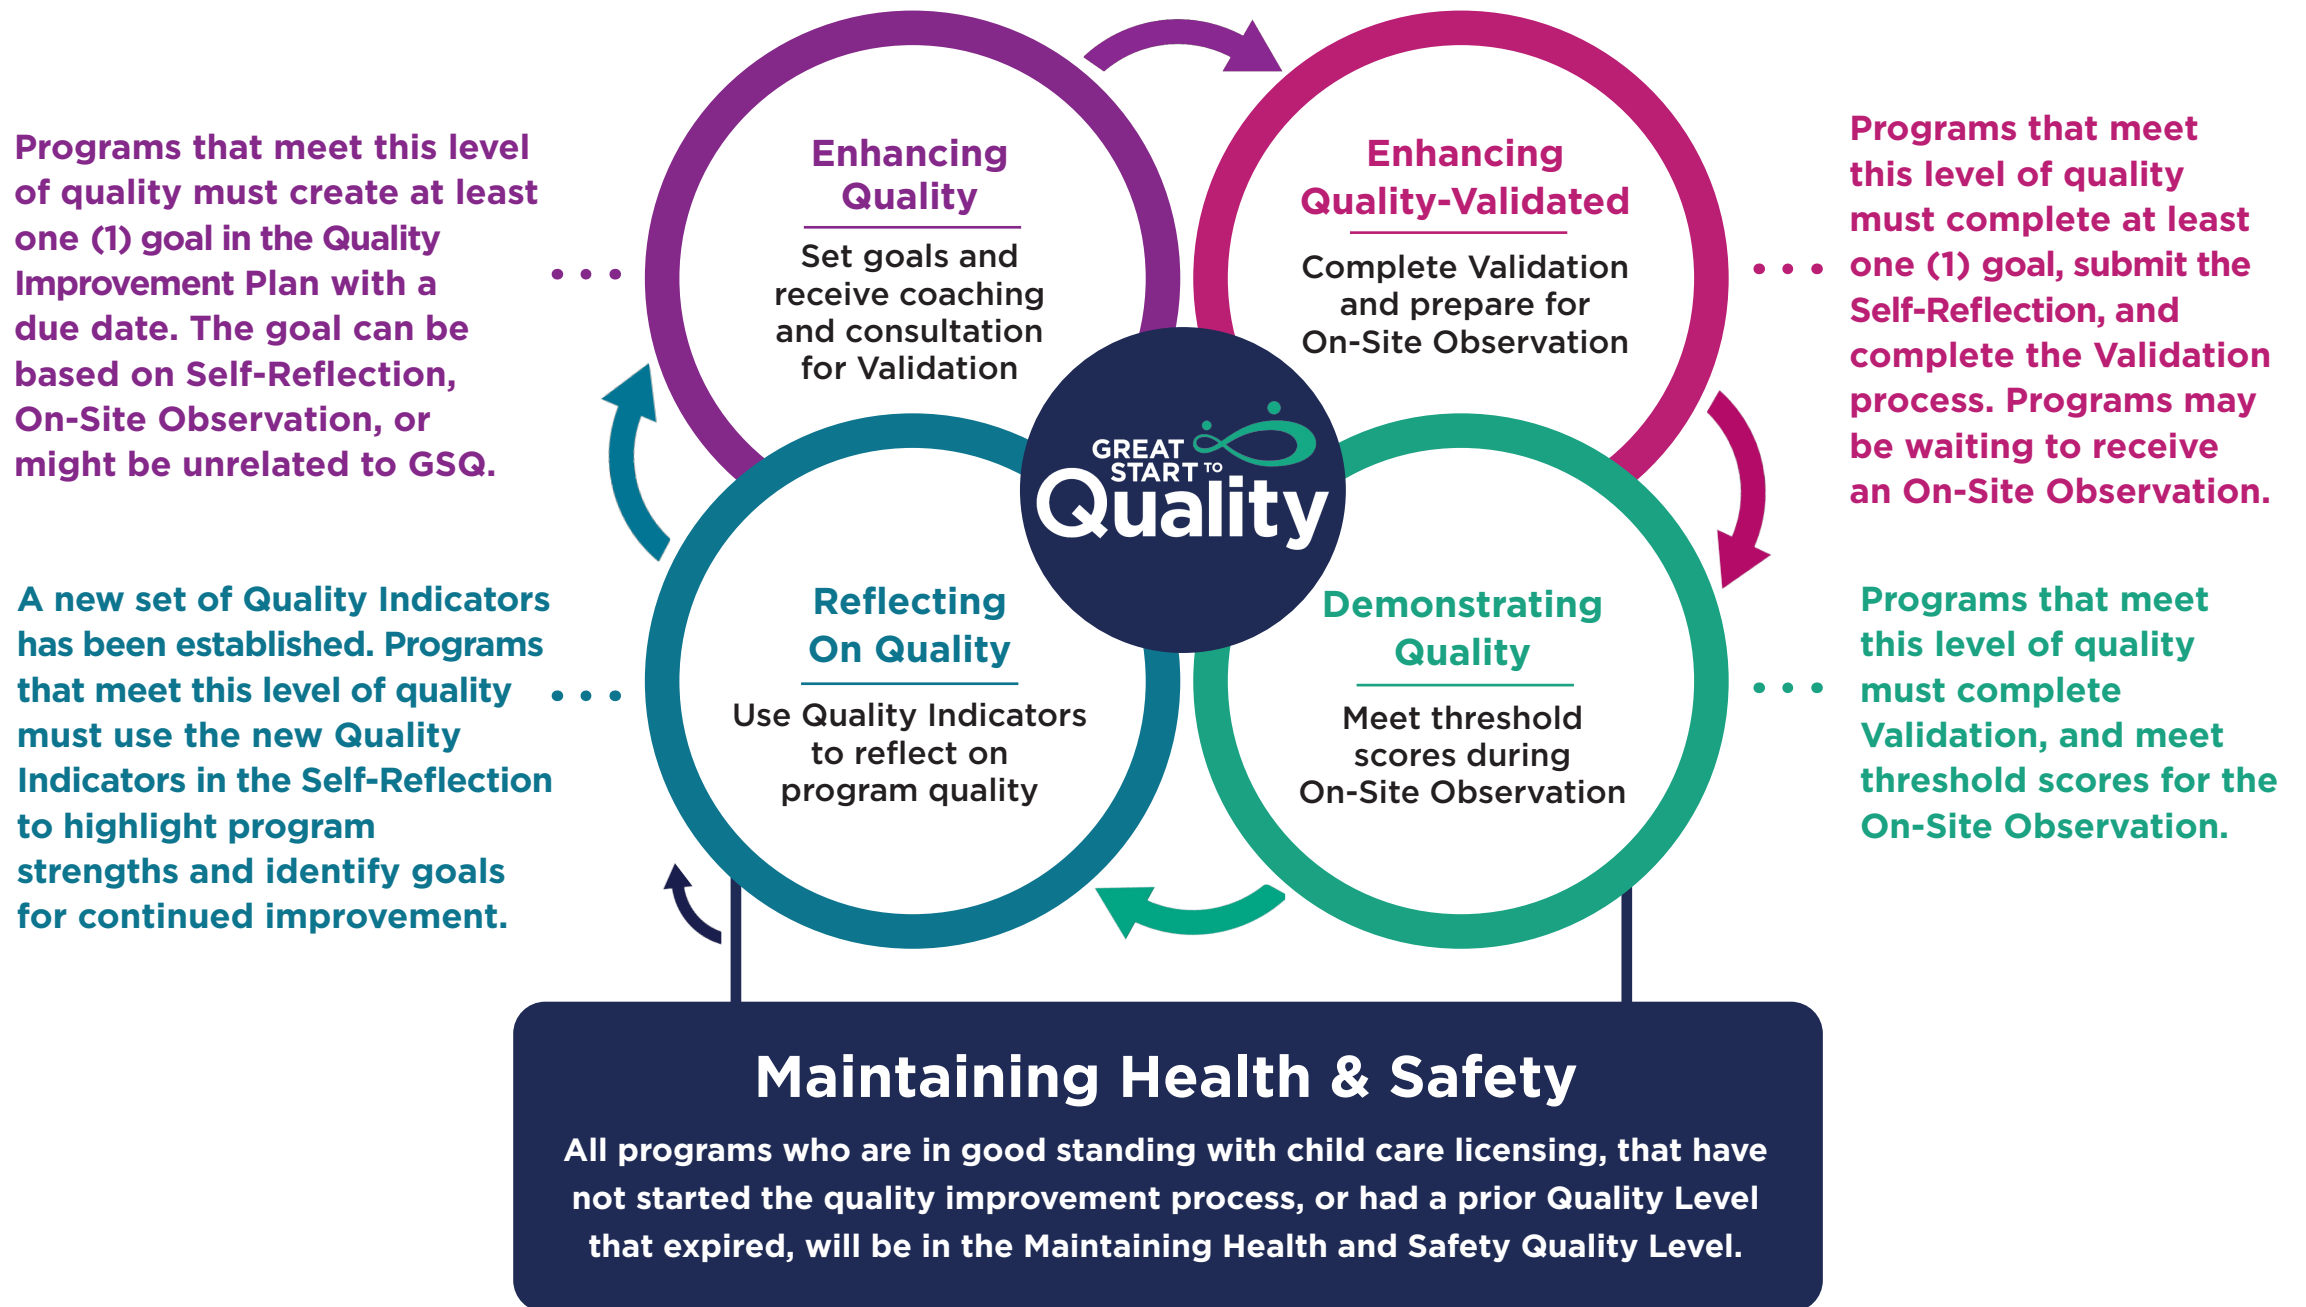 Programs that meet this level
of quality must create at least
one (1) goal in the Quality
Improvement Plan with a
due date. The goal can be
based on Self-Reflection,
On-Site Observation, or
might be unrelated to GSQ.
Enhancing
Quality
Set goals and
receive coaching
and consultation
for Validation
Enhancing
Quality-Validated
Complete Validation
and prepare for
On-Site Observation
Programs that meet
this level of quality
must complete at least
one (1) goal, submit the
Self-Reflection, and
complete the Validation
process. Programs may
be waiting to receive
an On-Site Observation.
GREAT
START TO
Quality
A new set of Quality Indicators
has been established. Programs
that meet this level of quality
must use the new Quality
Indicators in the Self-Reflection
to highlight program
strengths and identify goals
for continued improvement.
Reflecting
On Quality
Use Quality Indicators
to reflect on
program quality
Demonstrating
Quality
Meet threshold
scores during
On-Site Observation
Programs that meet
this level of quality
must complete
Validation, and meet
threshold scores for the
On-Site Observation.
Maintaining Health & Safety
All programs who are in good standing with child care licensing, that have
not started the quality improvement process, or had a prior Quality Level
that expired, will be in the Maintaining Health and Safety Quality Level.